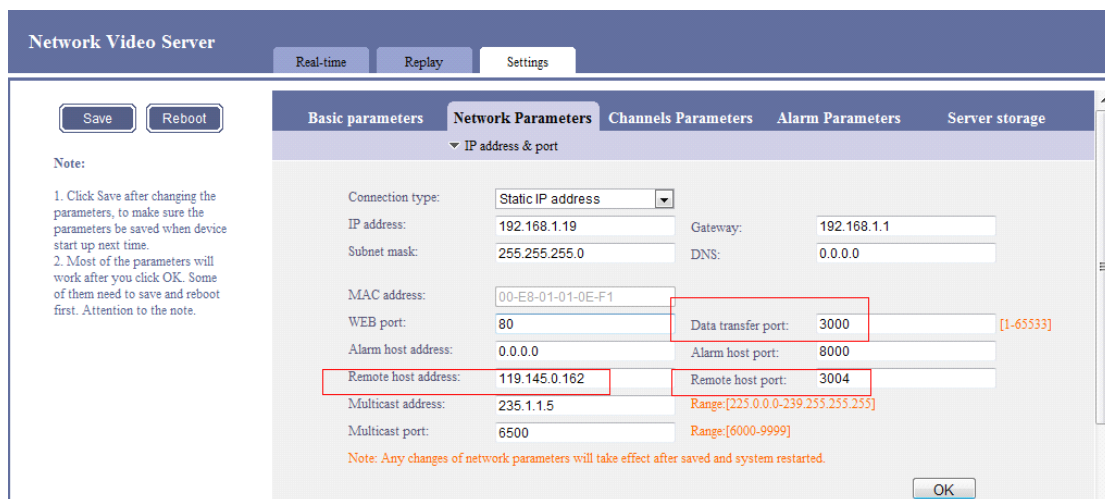 Network Video Server
Real-time Replay Settings
Save Reboot
Note:
1. Click Save after changing the
parameters, to make sure the
parameters be saved when device
start up next time.
2. Most of the parameters will
work after you click OK. Some
of them need to save and reboot
first. Attention to the note.
Basic parameters Network Parameters Channels Parameters Alarm Parameters Server storage
IP address & port
Connection type: Static IP address
IP address: 192.168.1.19 Gateway: 192.168.1.1
Subnet mask: 255.255.255.0 DNS: 0.0.0.0
MAC address: 00-E8-01-01-0E-F1
WEB port: 80 Data transfer port: 3000 [1-65533]
Alarm host address: 0.0.0.0 Alarm host port: 8000
Remote host address: 119.145.0.162 Remote host port: 3004
Multicast address: 235.1.1.5 Range:[225.0.0.0-239.255.255.255]
Multicast port: 6500 Range:[6000-9999]
Note: Any changes of network parameters will take effect after saved and system restarted.
OK